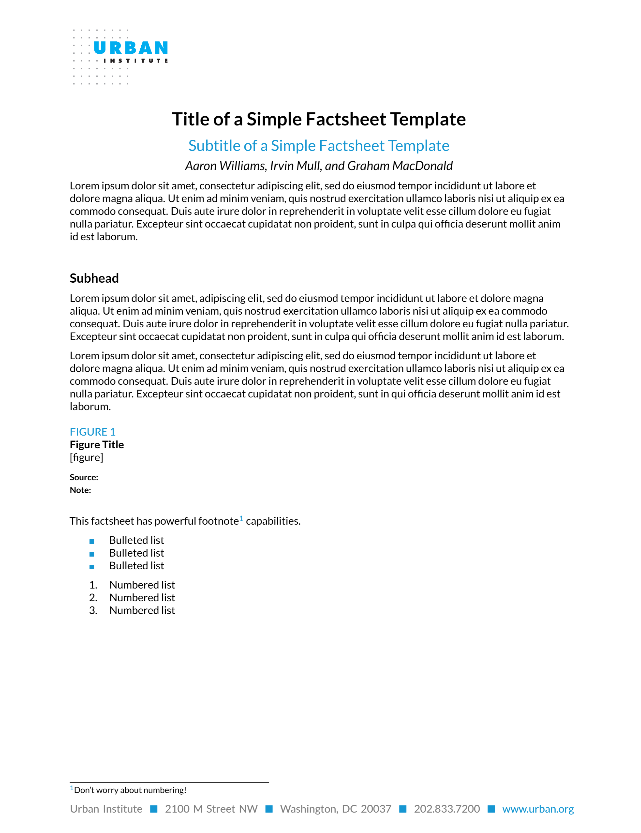 URBAN
INSTITUTE
Title of a Simple Factsheet Template
Subtitle of a Simple Factsheet Template
Aaron Williams, Irvin Mull, and Graham MacDonald
Lorem ipsum dolor sit amet, consectetur adipiscing elit, sed do eiusmod tempor incididunt ut labore et
dolore magna aliqua. Ut enim ad minim veniam, quis nostrud exercitation ullamco laboris nisi ut aliquip ex ea
commodo consequat. Duis aute irure dolor in reprehenderit in voluptate velit esse cillum dolore eu fugiat
nulla pariatur. Excepteur sint occaecat cupidatat non proident, sunt in culpa qui officia deserunt mollit anim
id est laborum.
Subhead
Lorem ipsum dolor sit amet, adipiscing elit, sed do eiusmod tempor incididunt ut labore et dolore magna
aliqua. Ut enim ad minim veniam, quis nostrud exercitation ullamco laboris nisi ut aliquip ex ea commodo
consequat. Duis aute irure dolor in reprehenderit in voluptate velit esse cillum dolore eu fugiat nulla pariatur.
Excepteur sint occaecat cupidatat non proident, sunt in culpa qui officia deserunt mollit anim id est laborum.
Lorem ipsum dolor sit amet, consectetur adipiscing elit, sed do eiusmod tempor incididunt ut labore et
dolore magna aliqua. Ut enim ad minim veniam, quis nostrud exercitation ullamco laboris nisi ut aliquip ex ea
commodo consequat. Duis aute irure dolor in reprehenderit in voluptate velit esse cillum dolore eu fugiat
nulla pariatur. Excepteur sint occaecat cupidatat non proident, sunt in qui officia deserunt mollit anim id est
laborum.
FIGURE 1
Figure Title
[figure]
Source:
Note:
This factsheet has powerful footnote1 capabilities.
■ Bulleted list
■ Bulleted list
■ Bulleted list
1. Numbered list
2. Numbered list
3. Numbered list
1Don't worry about numbering!
Urban Institute ■ 2100 M Street NW ■ Washington, DC 20037 ■ 202.833.7200 ■ www.urban.org